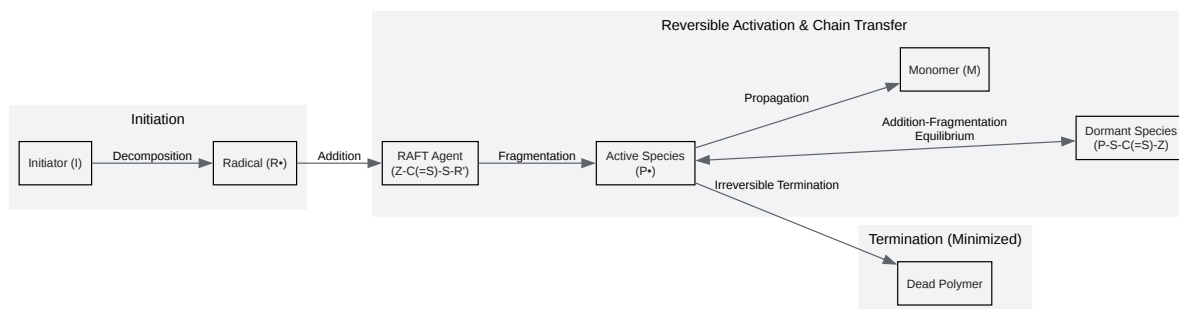 Reversible Activation & Chain Transfer
Monomer (M)
Propagation
Initiation
Addition-Fragmentation
Equilibrium
Dormant Species
(P-S-C(=S)-Z)
Initiator (I)
Decomposition
Radical (R•)
Addition
RAFT Agent
(Z-C(=S)-S-R')
Fragmentation
Active Species
(P•)
Irreversible Termination
Termination (Minimized)
Dead Polymer